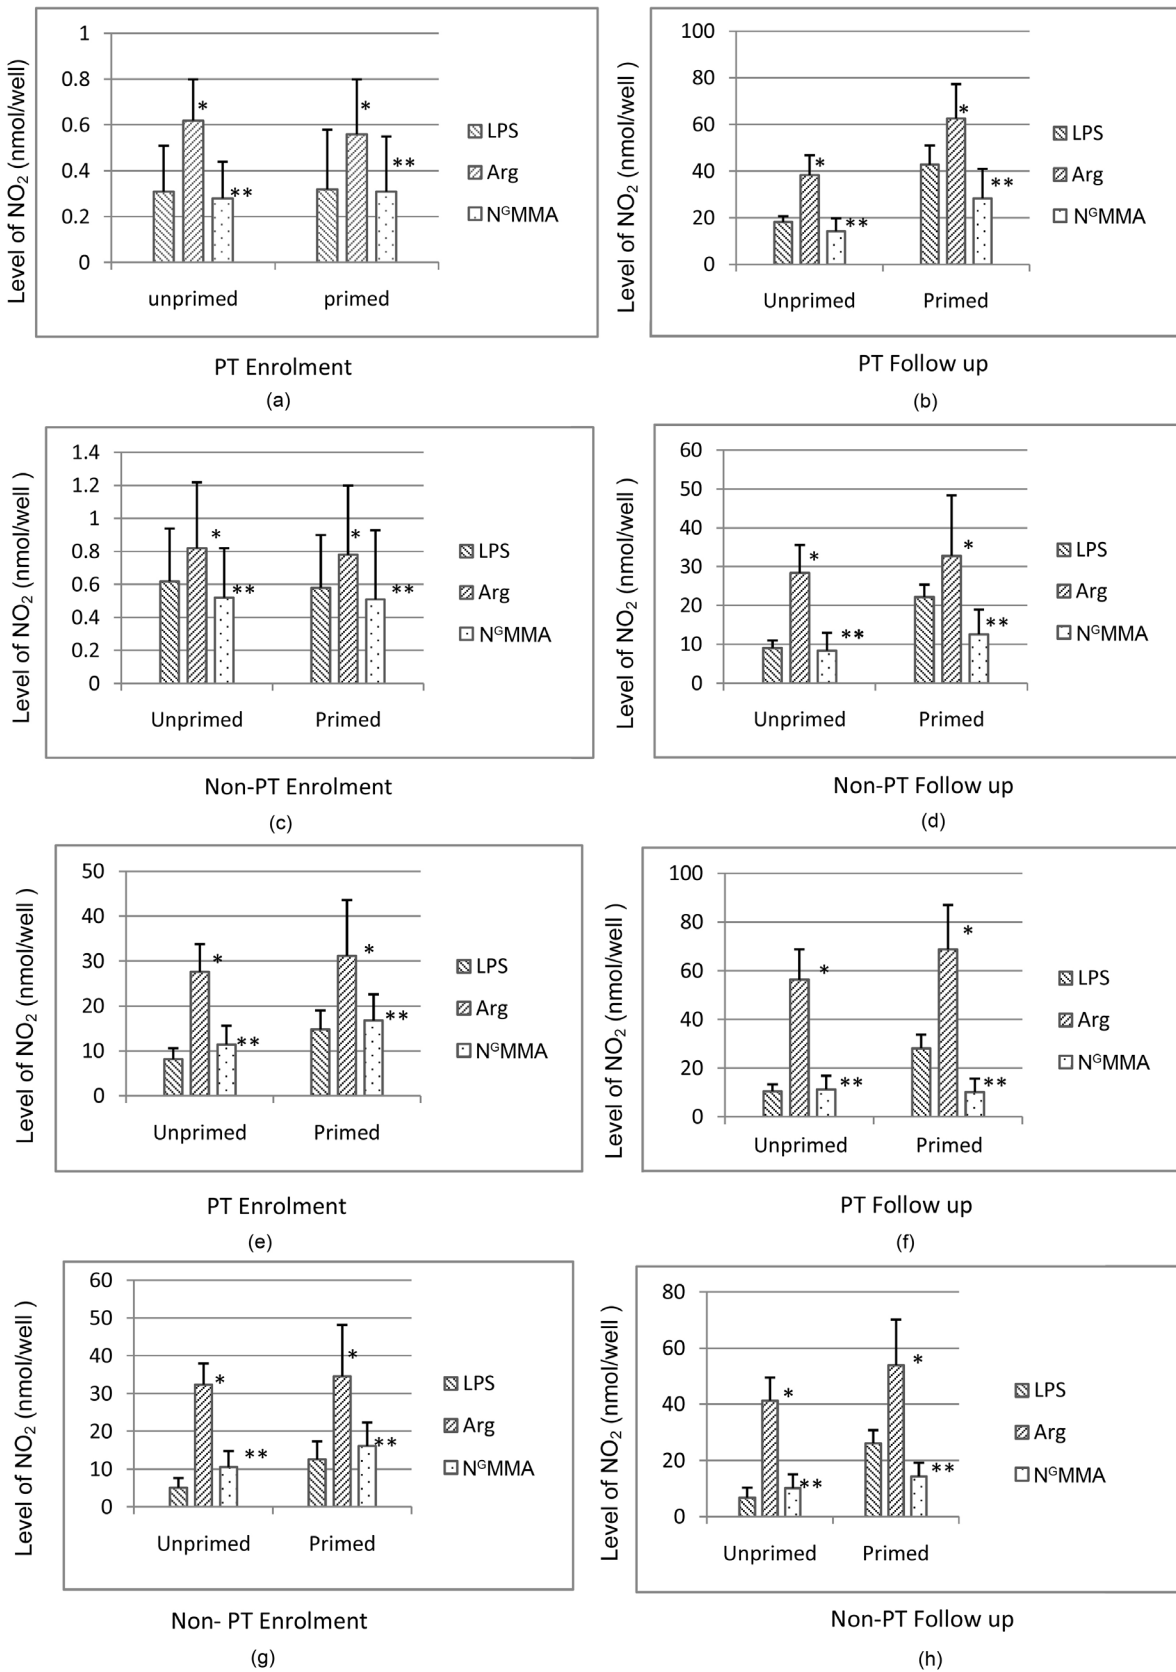 Level of NO2 (nmol/well)
1
0.8
0.6
0.4
0.2
0
*
**
*
**
unprimed
primed
LPS
Arg
NGMMA
PT Enrolment
(a)
Level of NO2 (nmol/well )
100
80
60
40
20
0
*
**
*
**
Unprimed
Primed
LPS
Arg
NGMMA
PT Follow up
(b)
Level of NO2 (nmol/well )
1.4
1.2
1
0.8
0.6
0.4
0.2
0
*
**
*
**
Unprimed
Primed
LPS
Arg
NGMMA
Non-PT Enrolment
(c)
Level of NO2 (nmol/well )
60
50
40
30
20
10
0
*
**
*
**
Unprimed
Primed
LPS
Arg
NGMMA
Non-PT Follow up
(d)
Level of NO2 (nmol/well )
50
40
30
20
10
0
*
**
*
**
Unprimed
Primed
LPS
Arg
NGMMA
PT Enrolment
(e)
Level of NO2 (nmol/well )
100
80
60
40
20
0
*
**
*
**
Unprimed
Primed
LPS
Arg
NGMMA
PT Follow up
(f)
Level of NO2 (nmol/well )
60
50
40
30
20
10
0
*
**
*
**
Unprimed
Primed
LPS
Arg
NGMMA
Non- PT Enrolment
(g)
Level of NO2 (nmol/well )
80
60
40
20
0
*
**
*
**
Unprimed
Primed
LPS
Arg
NGMMA
Non-PT Follow up
(h)